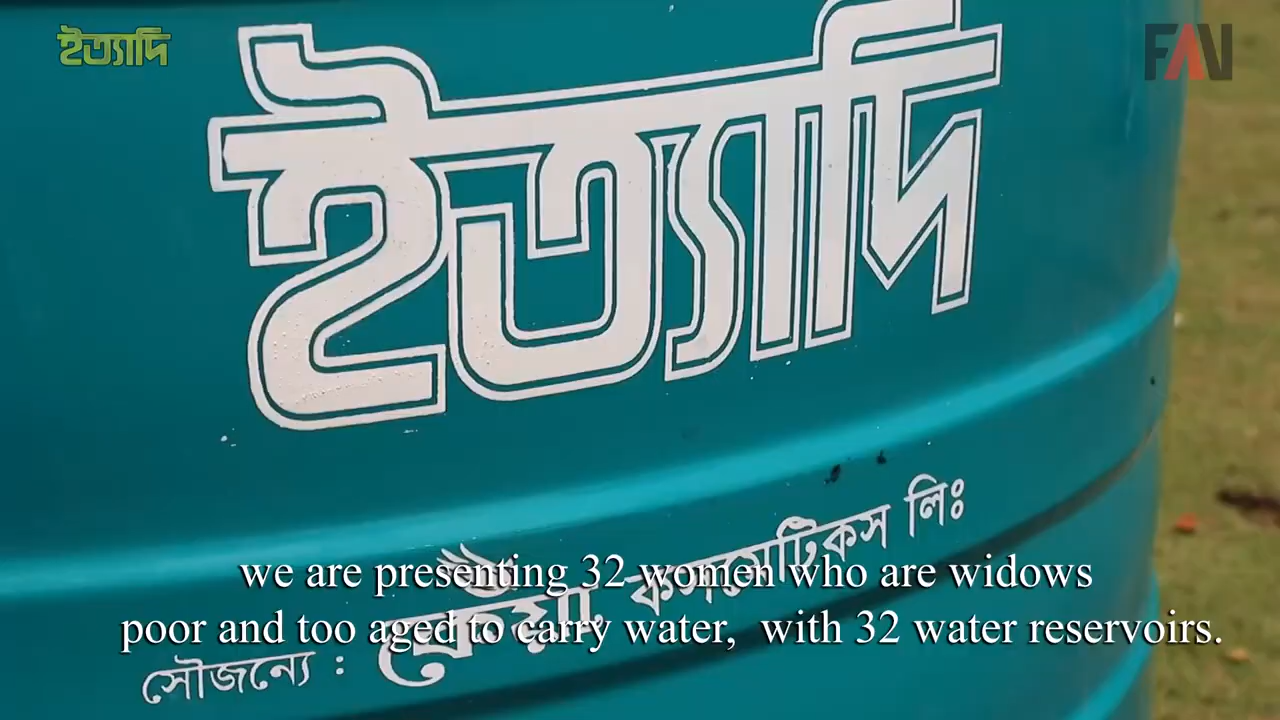 ইত্যাদি
FAN
ইত্যাদি
সৌজন্যে : কেয়া কসমেটিকস লিঃ
we are presenting 32 women who are widows
poor and too aged to carry water, with 32 water reservoirs.